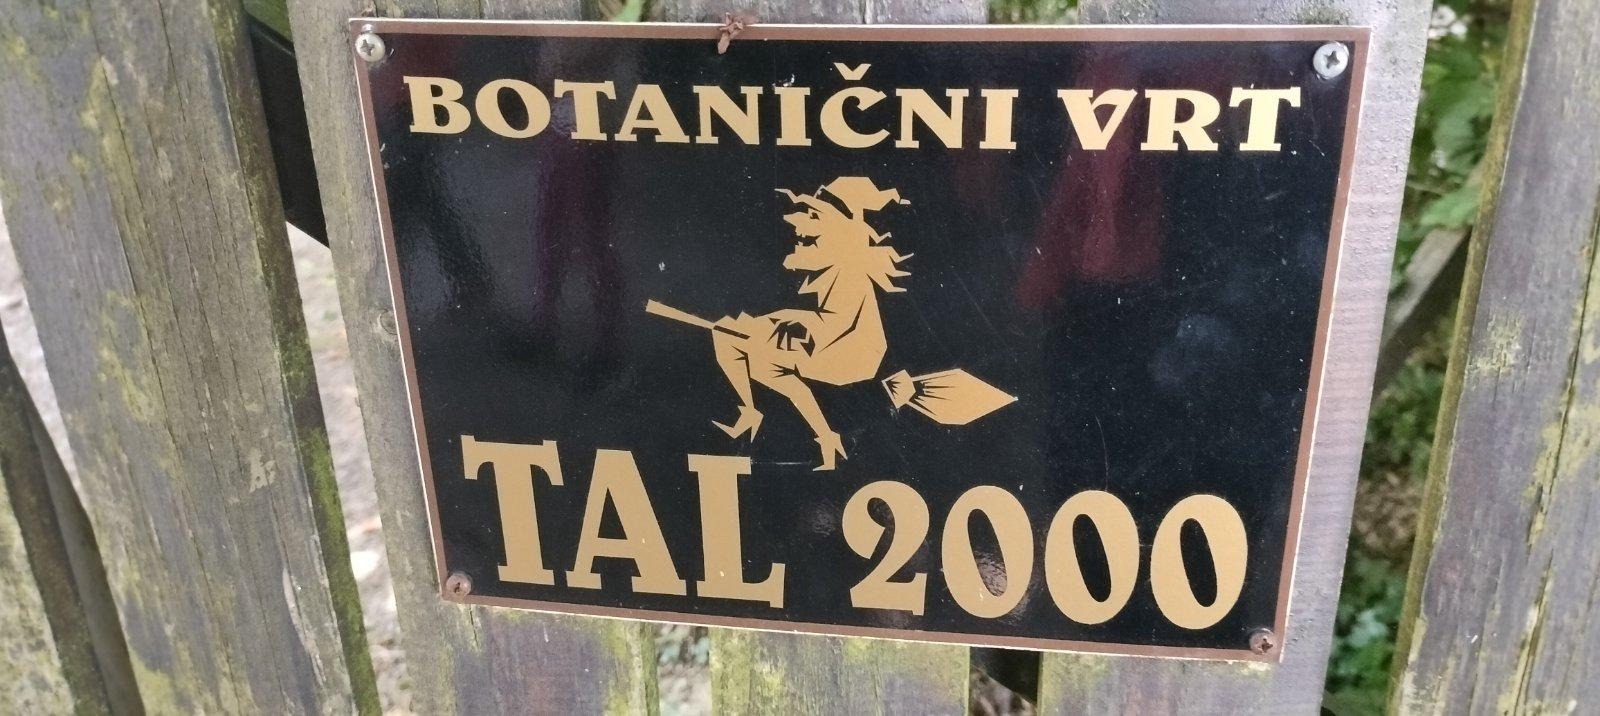 BOTANIČNI VRT
TAL 2000